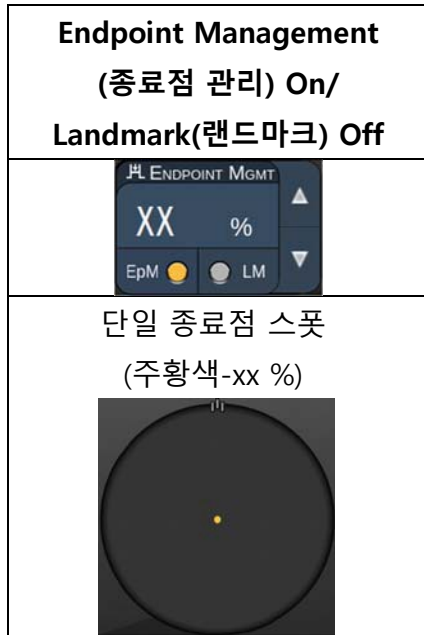 Endpoint Management
(종료점 관리) On/
Landmark(랜드마크) Off
ENDPOINT MGMT
XX %
EpM LM
단일 종료점 스폿
(주황색-xx %)